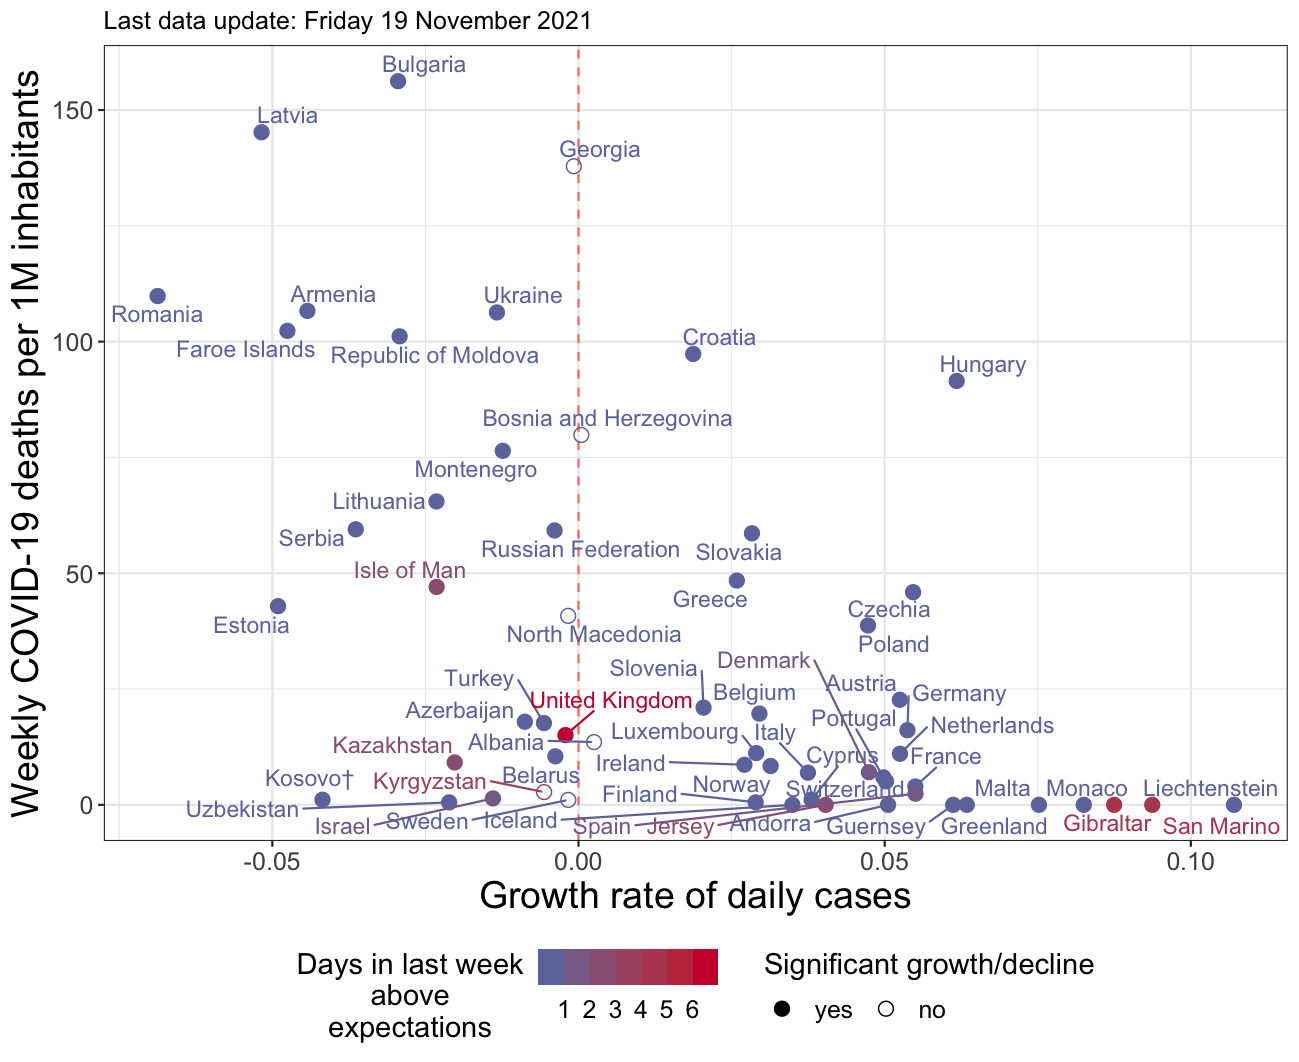 Last data update: Friday 19 November 2021
Weekly COVID-19 deaths per 1M inhabitants
150
100
50
0
Bulgaria
Latvia
Georgia
Romania
Armenia
Ukraine
Faroe Islands
Republic of Moldova
Croatia
Hungary
Bosnia and Herzegovina
Montenegro
Lithuania
Serbia
Russian Federation
Slovakia
Isle of Man
Greece
Estonia
Czechia
North Macedonia
Poland
Denmark
Slovenia
Turkey
Austria
Belgium
Germany
United Kingdom
Azerbaijan
Portugal
Netherlands
Luxembourg
Italy
Albania
Kazakhstan
Cyprus
France
Ireland
Belarus
Kosovo†
Kyrgyzstan
Norway
Switzerland
Malta
Monaco
Liechtenstein
Finland
Uzbekistan
Israel
Sweden
Iceland
Spain
Jersey
Andorra
Guernsey
Greenland
Gibraltar
San Marino
-0.05
0.00
0.05
0.10
Growth rate of daily cases
Days in last week
above
expectations
1 2 3 4 5 6
Significant growth/decline
yes
no